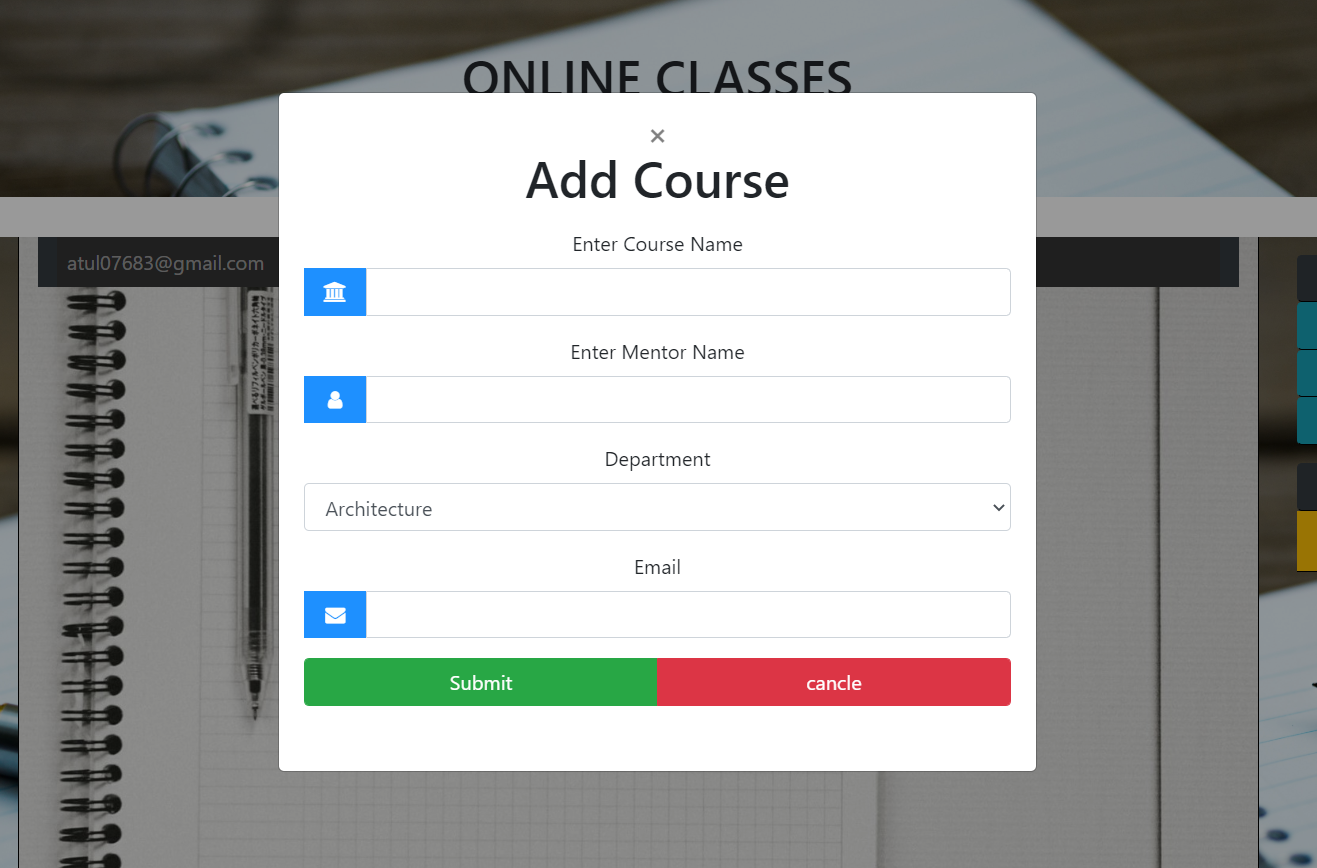 ONLINE CLASSES
×
Add Course
Enter Course Name
atul07683@gmail.com
Enter Mentor Name
Department
Architecture
Email
Submit
cancle